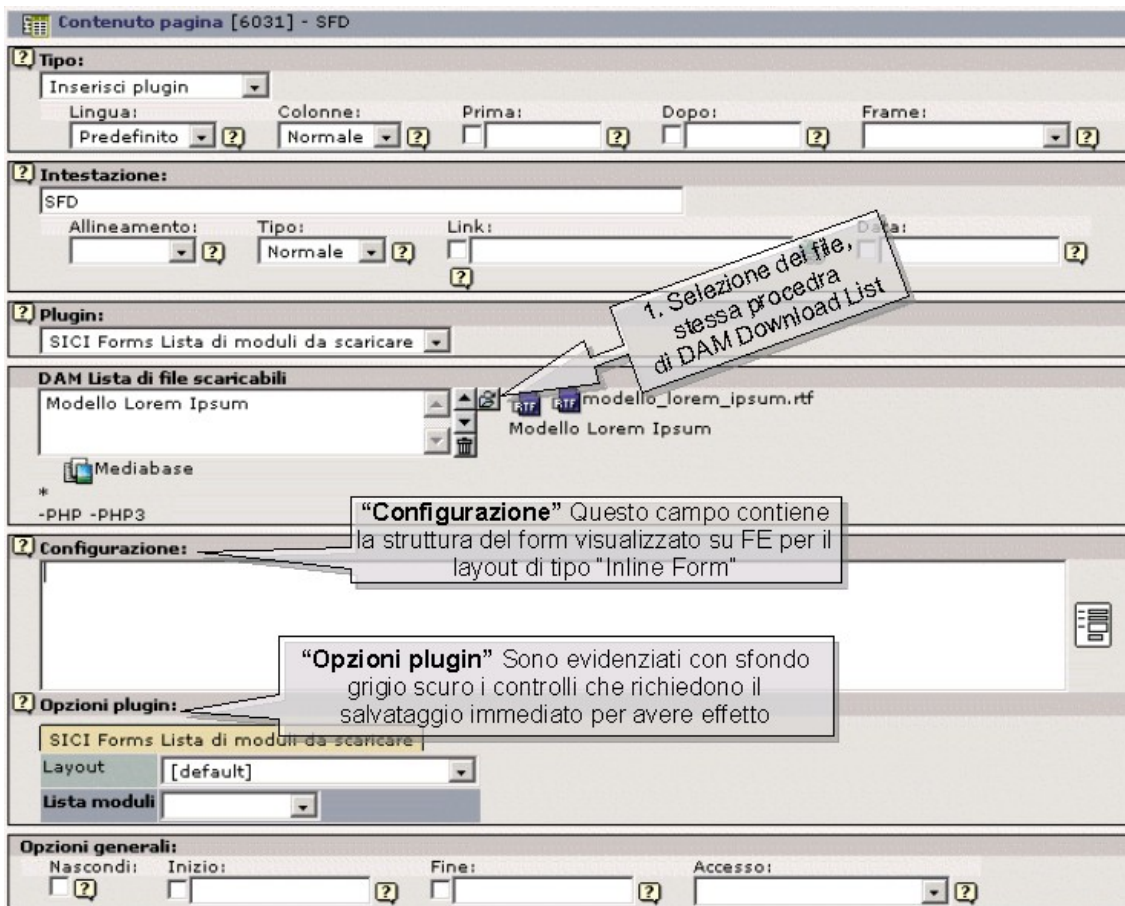 Contenuto pagina [6031] - SFD
Tipo:
Inserisci plugin
Lingua: Colonne: Prima: Dopo: Frame:
Predefinito ? Normale ? ? ? ?
? Intestazione:
SFD
Allineamento: Tipo: Link: Data:
? Normale ? ?
?
1. Selezione dei file,
stessa procedra
di DAM Download List
? Plugin:
SICI Forms Lista di moduli da scaricare
DAM Lista di file scaricabili
Modello Lorem Ipsum
RTF RTF modello_lorem_ipsum.rtf
Modello Lorem Ipsum
Mediabase
*
-PHP -PHP3
"Configurazione" Questo campo contiene
la struttura del form visualizzato su FE per il
layout di tipo "Inline Form"
? Configurazione:
"Opzioni plugin" Sono evidenziati con sfondo
grigio scuro i controlli che richiedono il
salvataggio immediato per avere effetto
? Opzioni plugin:
SICI Forms Lista di moduli da scaricare
Layout [default]
Lista moduli
Opzioni generali:
Nascondi: Inizio: Fine: Accesso:
? ? ? ?